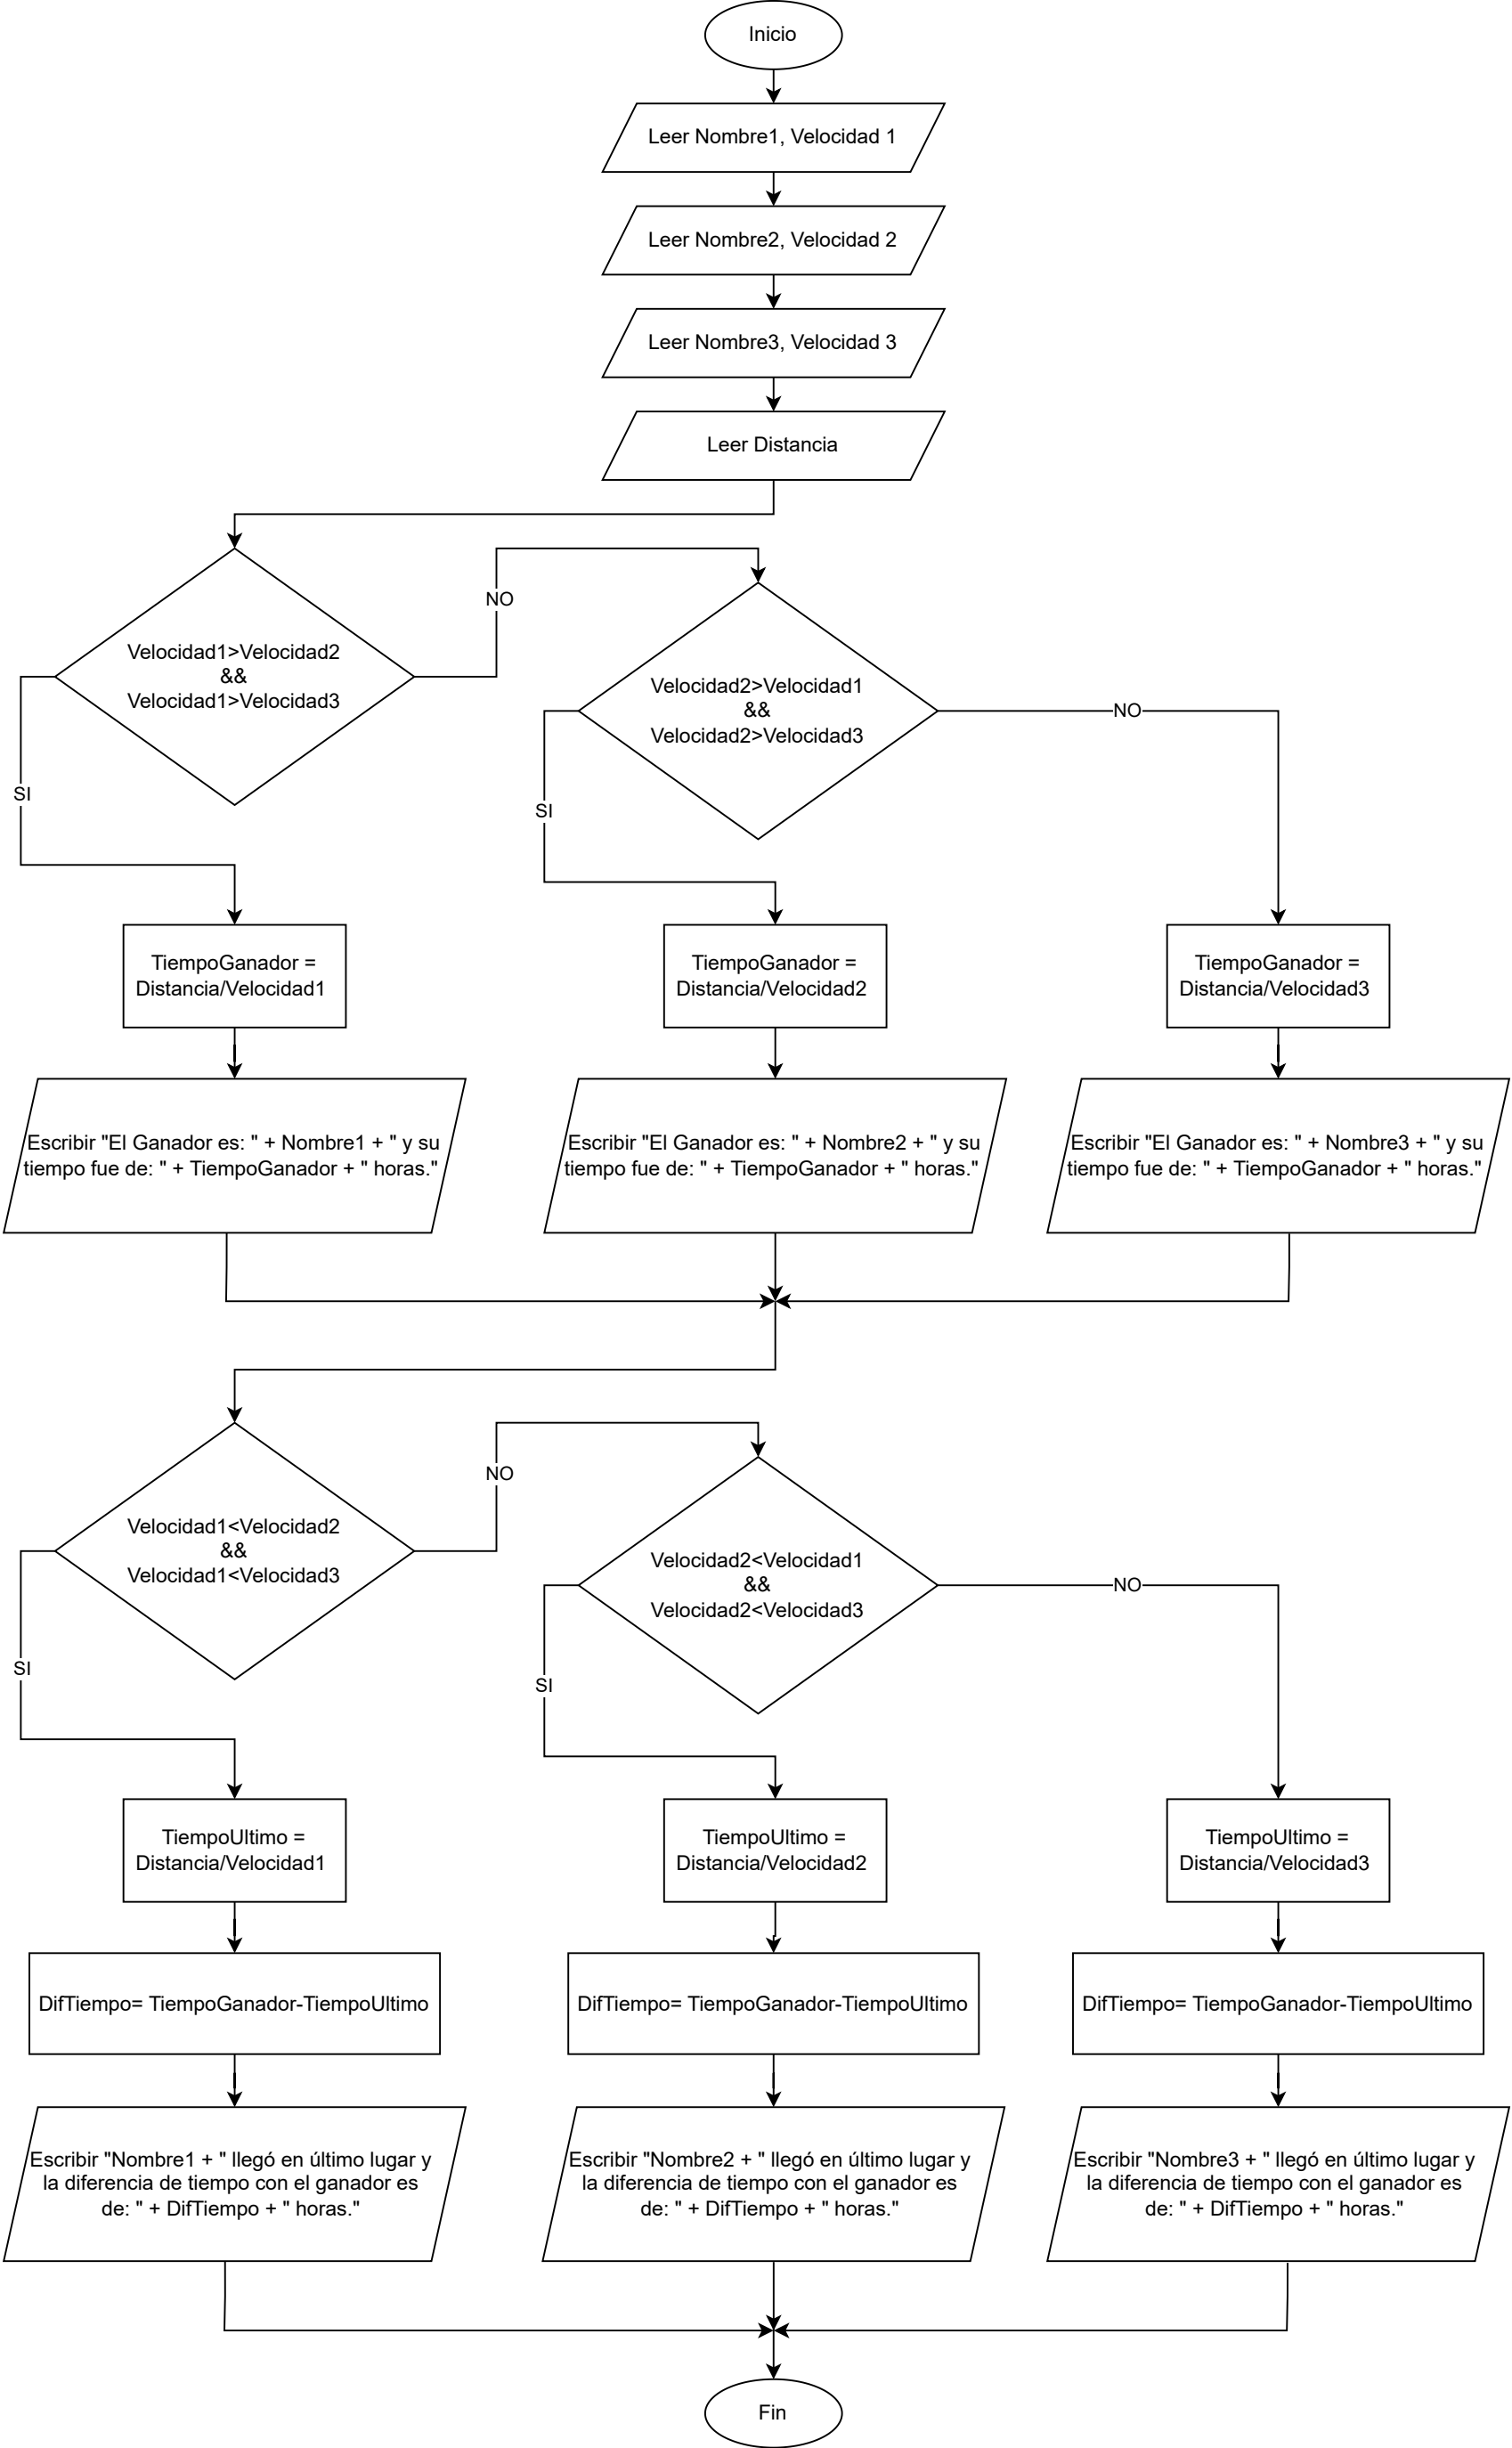 Inicio
Leer Nombre1, Velocidad 1
Leer Nombre2, Velocidad 2
Leer Nombre3, Velocidad 3
Leer Distancia
Velocidad1>Velocidad2
&&
Velocidad1>Velocidad3
NO
SI
Velocidad2>Velocidad1
&&
Velocidad2>Velocidad3
NO
SI
TiempoGanador =
Distancia/Velocidad1
TiempoGanador =
Distancia/Velocidad2
TiempoGanador =
Distancia/Velocidad3
Escribir "El Ganador es: " + Nombre1 + " y su
tiempo fue de: " + TiempoGanador + " horas."
Escribir "El Ganador es: " + Nombre2 + " y su
tiempo fue de: " + TiempoGanador + " horas."
Escribir "El Ganador es: " + Nombre3 + " y su
tiempo fue de: " + TiempoGanador + " horas."
Velocidad1<Velocidad2
&&
Velocidad1<Velocidad3
NO
SI
Velocidad2<Velocidad1
&&
Velocidad2<Velocidad3
NO
SI
TiempoUltimo =
Distancia/Velocidad1
TiempoUltimo =
Distancia/Velocidad2
TiempoUltimo =
Distancia/Velocidad3
DifTiempo= TiempoGanador-TiempoUltimo
DifTiempo= TiempoGanador-TiempoUltimo
DifTiempo= TiempoGanador-TiempoUltimo
Escribir "Nombre1 + " llegó en último lugar y
la diferencia de tiempo con el ganador es
de: " + DifTiempo + " horas."
Escribir "Nombre2 + " llegó en último lugar y
la diferencia de tiempo con el ganador es
de: " + DifTiempo + " horas."
Escribir "Nombre3 + " llegó en último lugar y
la diferencia de tiempo con el ganador es
de: " + DifTiempo + " horas."
Fin